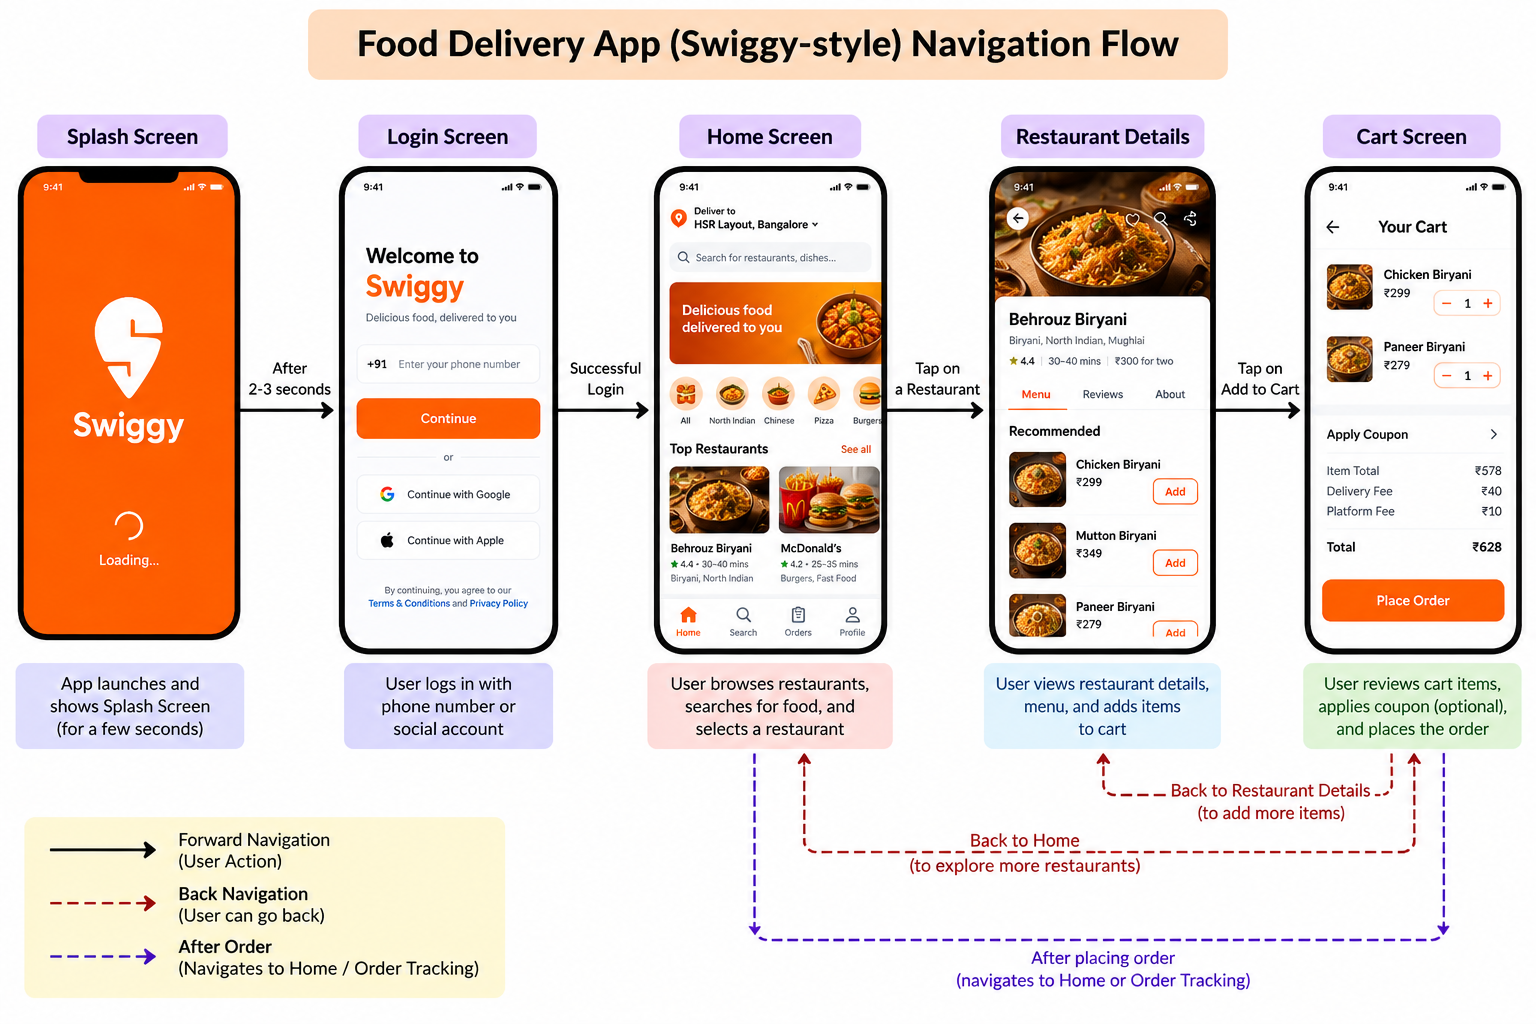 Food Delivery App (Swiggy-style) Navigation Flow
Splash Screen
9:41
Swiggy
Loading...
App launches and
shows Splash Screen
(for a few seconds)
After
2-3 seconds
Login Screen
9:41
Welcome to
Swiggy
Delicious food, delivered to you
+91 Enter your phone number
Continue
or
Continue with Google
Continue with Apple
By continuing, you agree to our
Terms & Conditions and Privacy Policy
User logs in with
phone number or
social account
Successful
Login
Home Screen
9:41
Deliver to
HSR Layout, Bangalore
Search for restaurants, dishes...
Delicious food
delivered to you
All North Indian Chinese Pizza Burgers
Top Restaurants See all
Behrouz Biryani McDonald's
★ 4.4 • 30–40 mins ★ 4.2 • 25–35 mins
Biryani, North Indian Burgers, Fast Food
Home Search Orders Profile
User browses restaurants,
searches for food, and
selects a restaurant
Tap on
a Restaurant
Restaurant Details
9:41
Behrouz Biryani
Biryani, North Indian, Mughlai
★ 4.4 | 30–40 mins | ₹300 for two
Menu Reviews About
Recommended
Chicken Biryani
₹299
Add
Mutton Biryani
₹349
Add
Paneer Biryani
₹279
Add
User views restaurant details,
menu, and adds items
to cart
Tap on
Add to Cart
Cart Screen
9:41
Your Cart
Chicken Biryani
₹299
− 1 +
Paneer Biryani
₹279
− 1 +
Apply Coupon
Item Total ₹578
Delivery Fee ₹40
Platform Fee ₹10
Total ₹628
Place Order
User reviews cart items,
applies coupon (optional),
and places the order
Back to Restaurant Details
(to add more items)
Back to Home
(to explore more restaurants)
After placing order
(navigates to Home or Order Tracking)
Forward Navigation
(User Action)
Back Navigation
(User can go back)
After Order
(Navigates to Home / Order Tracking)